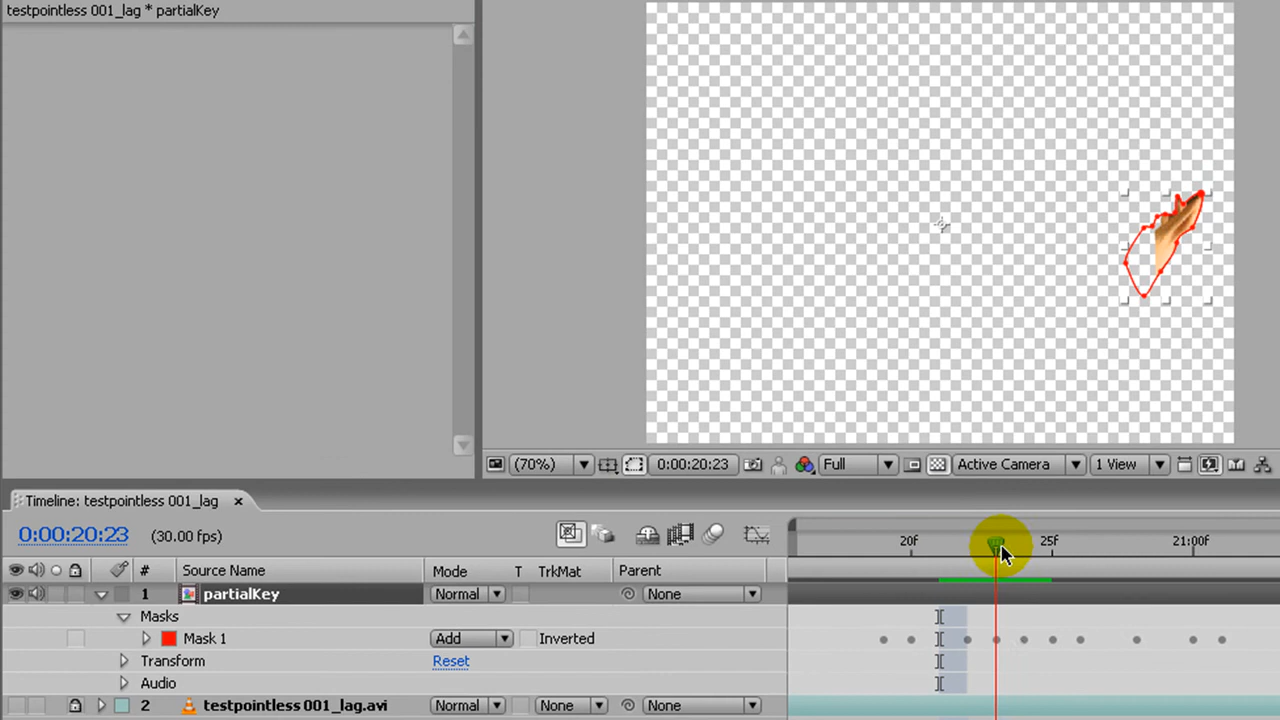 testpointless 001_lag * partialKey
(70%) 0:00:20:23 Full Active Camera 1 View
Timeline: testpointless 001_lag ×
0:00:20:23 (30.00 fps) 20f 25f 21:00f
# Source Name Mode T TrkMat Parent
1 partialKey Normal None
Masks
Mask 1 Add Inverted
Transform Reset
Audio
2 testpointless 001_lag.avi Normal None None